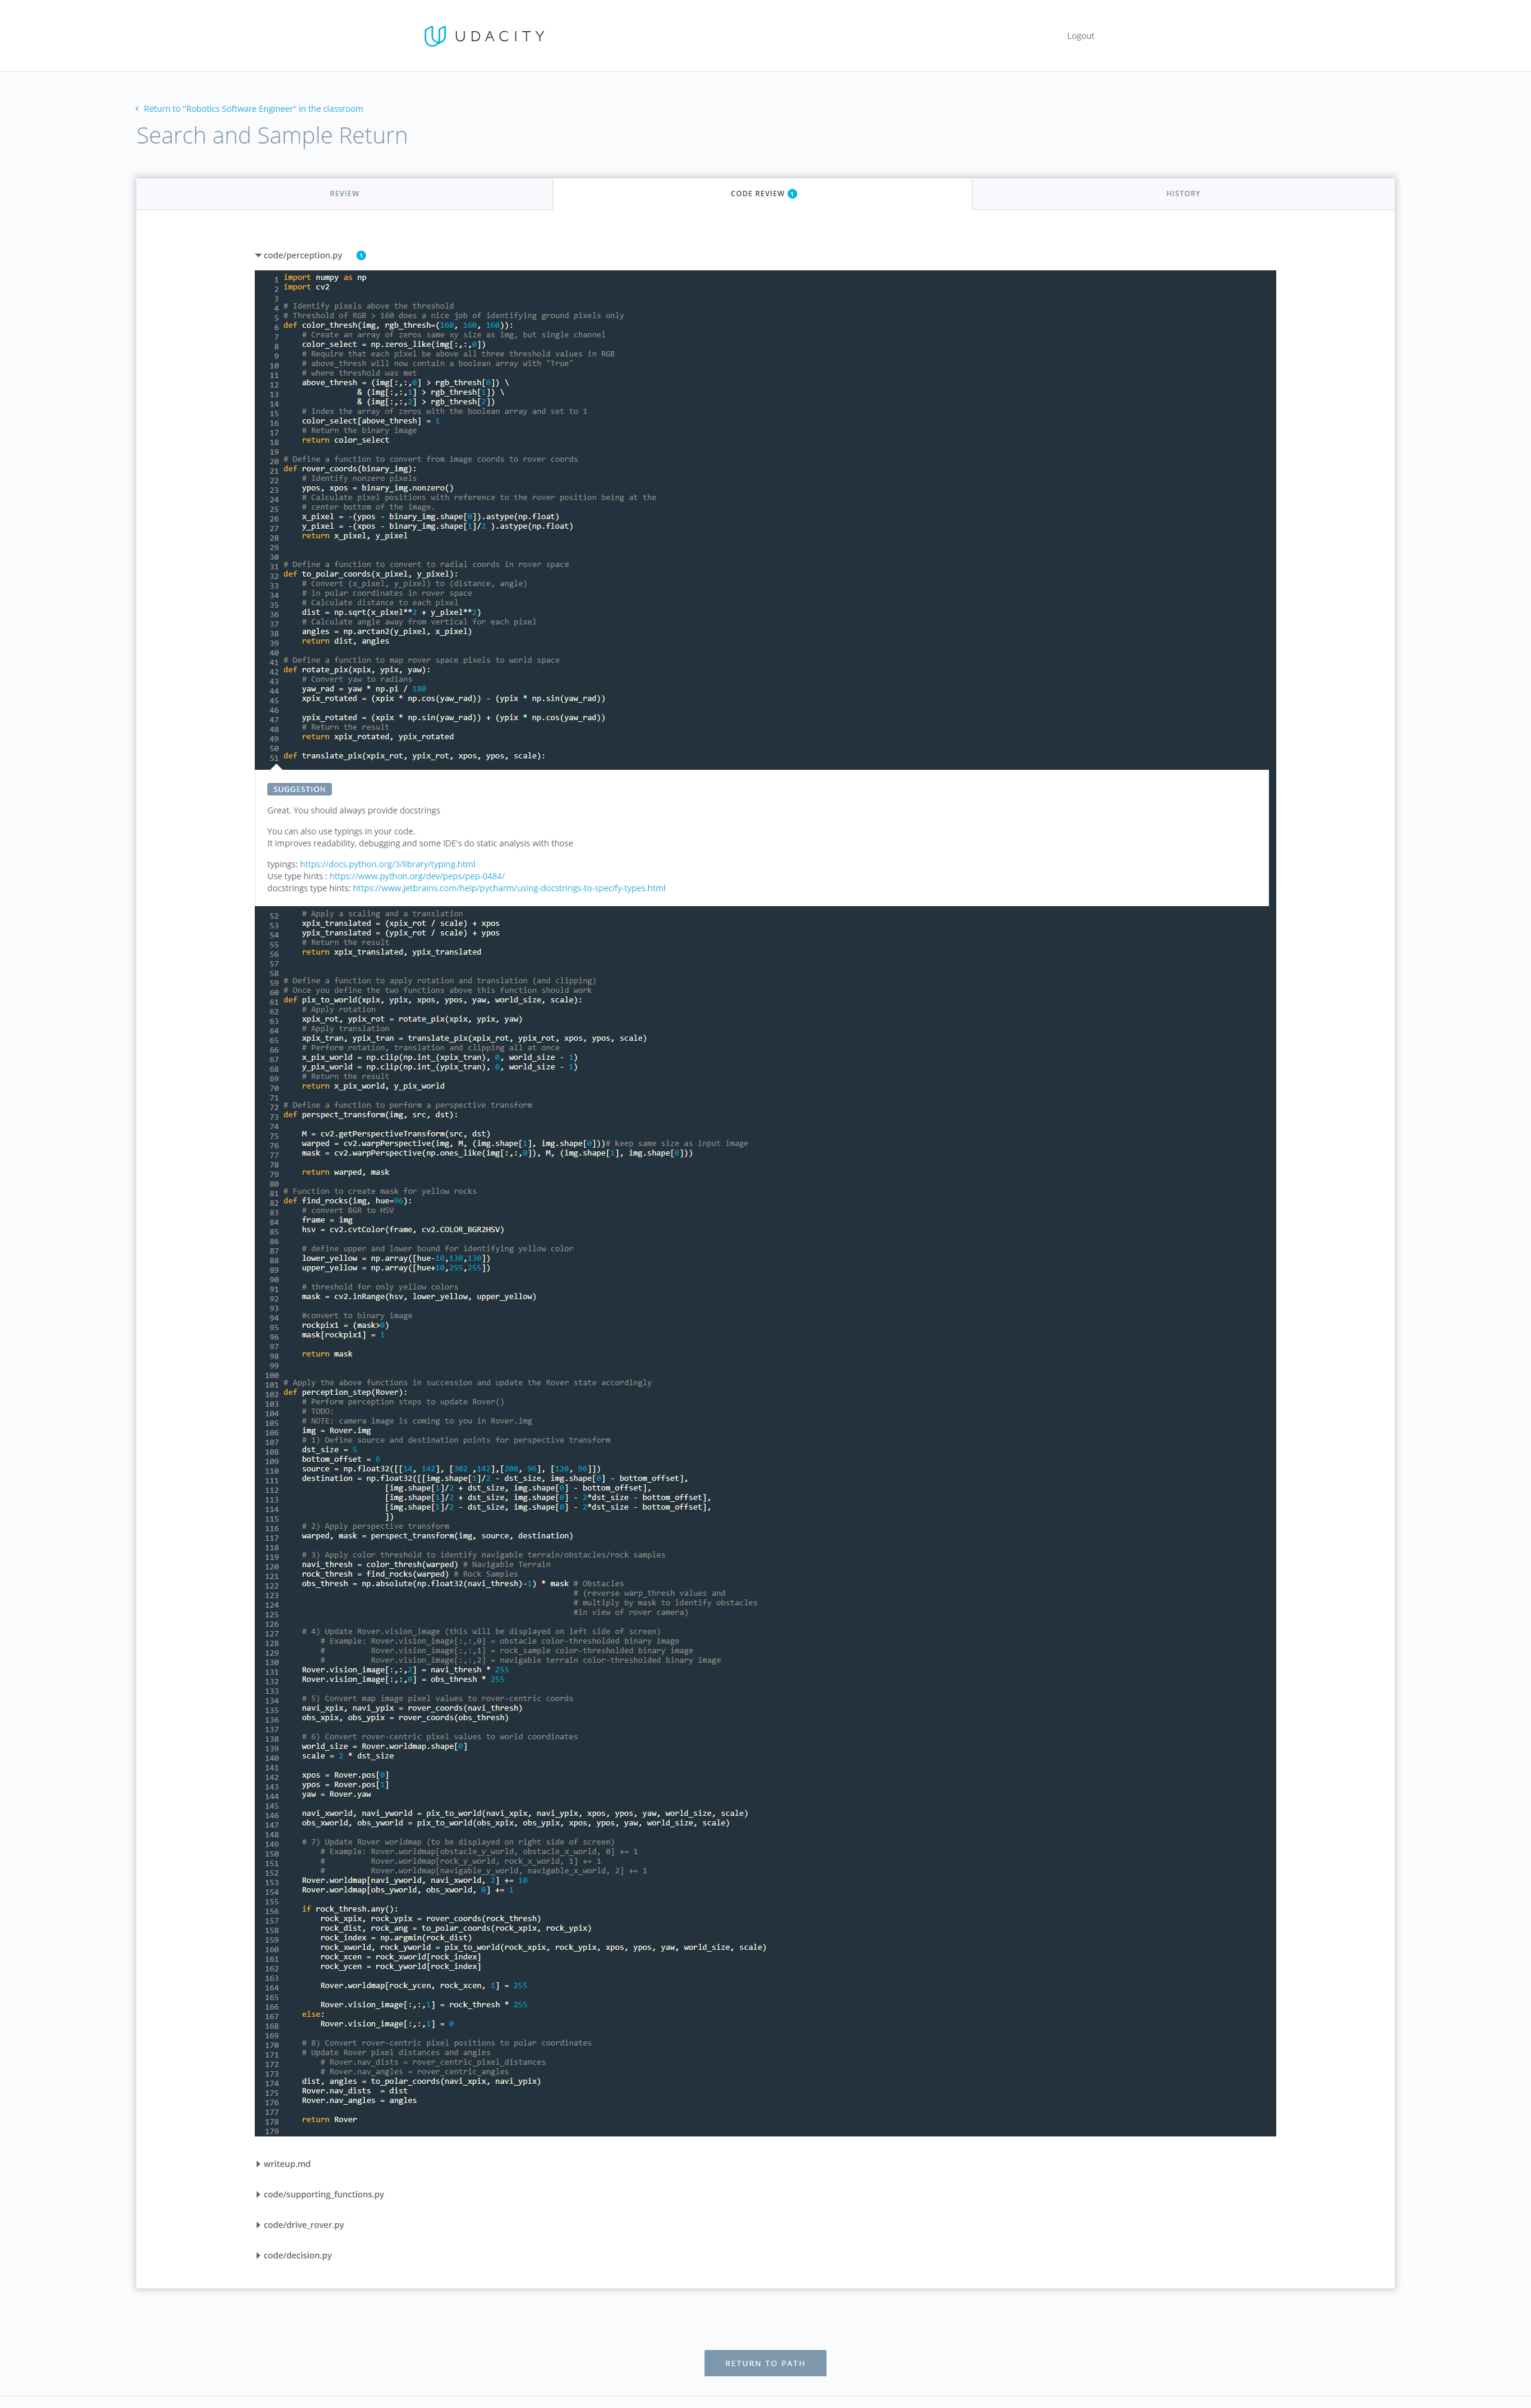 UDACITY
Logout
Return to "Robotics Software Engineer" in the classroom
Search and Sample Return
REVIEW
CODE REVIEW 1
HISTORY
code/perception.py 1
1 import numpy as np
2 import cv2
3
4 # Identify pixels above the threshold
5 # Threshold of RGB > 160 does a nice job of identifying ground pixels only
6 def color_thresh(img, rgb_thresh=(160, 160, 160)):
7     # Create an array of zeros same xy size as img, but single channel
8     color_select = np.zeros_like(img[:,:,0])
9     # Require that each pixel be above all three threshold values in RGB
10     # above_thresh will now contain a boolean array with "True"
11     # where threshold was met
12     above_thresh = (img[:,:,0] > rgb_thresh[0]) \
13                 & (img[:,:,1] > rgb_thresh[1]) \
14                 & (img[:,:,2] > rgb_thresh[2])
15     # Index the array of zeros with the boolean array and set to 1
16     color_select[above_thresh] = 1
17     # Return the binary image
18     return color_select
19
20 # Define a function to convert from image coords to rover coords
21 def rover_coords(binary_img):
22     # Identify nonzero pixels
23     ypos, xpos = binary_img.nonzero()
24     # Calculate pixel positions with reference to the rover position being at the
25     # center bottom of the image.
26     x_pixel = -(ypos - binary_img.shape[0]).astype(np.float)
27     y_pixel = -(xpos - binary_img.shape[1]/2 ).astype(np.float)
28     return x_pixel, y_pixel
29
30
31 # Define a function to convert to radial coords in rover space
32 def to_polar_coords(x_pixel, y_pixel):
33     # Convert (x_pixel, y_pixel) to (distance, angle)
34     # in polar coordinates in rover space
35     # Calculate distance to each pixel
36     dist = np.sqrt(x_pixel**2 + y_pixel**2)
37     # Calculate angle away from vertical for each pixel
38     angles = np.arctan2(y_pixel, x_pixel)
39     return dist, angles
40
41 # Define a function to map rover space pixels to world space
42 def rotate_pix(xpix, ypix, yaw):
43     # Convert yaw to radians
44     yaw_rad = yaw * np.pi / 180
45     xpix_rotated = (xpix * np.cos(yaw_rad)) - (ypix * np.sin(yaw_rad))
46
47     ypix_rotated = (xpix * np.sin(yaw_rad)) + (ypix * np.cos(yaw_rad))
48     # Return the result
49     return xpix_rotated, ypix_rotated
50
51 def translate_pix(xpix_rot, ypix_rot, xpos, ypos, scale):
SUGGESTION
Great. You should always provide docstrings
You can also use typings in your code.
It improves readability, debugging and some IDE's do static analysis with those
typings: https://docs.python.org/3/library/typing.html
Use type hints : https://www.python.org/dev/peps/pep-0484/
docstrings type hints: https://www.jetbrains.com/help/pycharm/using-docstrings-to-specify-types.html
52     # Apply a scaling and a translation
53     xpix_translated = (xpix_rot / scale) + xpos
54     ypix_translated = (ypix_rot / scale) + ypos
55     # Return the result
56     return xpix_translated, ypix_translated
57
58
59 # Define a function to apply rotation and translation (and clipping)
60 # Once you define the two functions above this function should work
61 def pix_to_world(xpix, ypix, xpos, ypos, yaw, world_size, scale):
62     # Apply rotation
63     xpix_rot, ypix_rot = rotate_pix(xpix, ypix, yaw)
64     # Apply translation
65     xpix_tran, ypix_tran = translate_pix(xpix_rot, ypix_rot, xpos, ypos, scale)
66     # Perform rotation, translation and clipping all at once
67     x_pix_world = np.clip(np.int_(xpix_tran), 0, world_size - 1)
68     y_pix_world = np.clip(np.int_(ypix_tran), 0, world_size - 1)
69     # Return the result
70     return x_pix_world, y_pix_world
71
72 # Define a function to perform a perspective transform
73 def perspect_transform(img, src, dst):
74
75     M = cv2.getPerspectiveTransform(src, dst)
76     warped = cv2.warpPerspective(img, M, (img.shape[1], img.shape[0]))# keep same size as input image
77     mask = cv2.warpPerspective(np.ones_like(img[:,:,0]), M, (img.shape[1], img.shape[0]))
78
79     return warped, mask
80
81 # Function to create mask for yellow rocks
82 def find_rocks(img, hue=96):
83     # convert BGR to HSV
84     frame = img
85     hsv = cv2.cvtColor(frame, cv2.COLOR_BGR2HSV)
86
87     # define upper and lower bound for identifying yellow color
88     lower_yellow = np.array([hue-10,130,130])
89     upper_yellow = np.array([hue+10,255,255])
90
91     # threshold for only yellow colors
92     mask = cv2.inRange(hsv, lower_yellow, upper_yellow)
93
94     #convert to binary image
95     rockpix1 = (mask>0)
96     mask[rockpix1] = 1
97
98     return mask
99
100
101 # Apply the above functions in succession and update the Rover state accordingly
102 def perception_step(Rover):
103     # Perform perception steps to update Rover()
104     # TODO:
105     # NOTE: camera image is coming to you in Rover.img
106     img = Rover.img
107     # 1) Define source and destination points for perspective transform
108     dst_size = 5
109     bottom_offset = 6
110     source = np.float32([[14, 142], [302 ,142],[200, 96], [120, 96]])
111     destination = np.float32([[img.shape[1]/2 - dst_size, img.shape[0] - bottom_offset],
112                       [img.shape[1]/2 + dst_size, img.shape[0] - bottom_offset],
113                       [img.shape[1]/2 + dst_size, img.shape[0] - 2*dst_size - bottom_offset],
114                       [img.shape[1]/2 - dst_size, img.shape[0] - 2*dst_size - bottom_offset],
115                       ])
116     # 2) Apply perspective transform
117     warped, mask = perspect_transform(img, source, destination)
118
119     # 3) Apply color threshold to identify navigable terrain/obstacles/rock samples
120     navi_thresh = color_thresh(warped) # Navigable Terrain
121     rock_thresh = find_rocks(warped) # Rock Samples
122     obs_thresh = np.absolute(np.float32(navi_thresh)-1) * mask # Obstacles
123                                                                # (reverse warp_thresh values and
124                                                                # multiply by mask to identify obstacles
125                                                                #in view of rover camera)
126
127     # 4) Update Rover.vision_image (this will be displayed on left side of screen)
128         # Example: Rover.vision_image[:,:,0] = obstacle color-thresholded binary image
129         #          Rover.vision_image[:,:,1] = rock_sample color-thresholded binary image
130         #          Rover.vision_image[:,:,2] = navigable terrain color-thresholded binary image
131     Rover.vision_image[:,:,2] = navi_thresh * 255
132     Rover.vision_image[:,:,0] = obs_thresh * 255
133
134     # 5) Convert map image pixel values to rover-centric coords
135     navi_xpix, navi_ypix = rover_coords(navi_thresh)
136     obs_xpix, obs_ypix = rover_coords(obs_thresh)
137
138     # 6) Convert rover-centric pixel values to world coordinates
139     world_size = Rover.worldmap.shape[0]
140     scale = 2 * dst_size
141
142     xpos = Rover.pos[0]
143     ypos = Rover.pos[1]
144     yaw = Rover.yaw
145
146     navi_xworld, navi_yworld = pix_to_world(navi_xpix, navi_ypix, xpos, ypos, yaw, world_size, scale)
147     obs_xworld, obs_yworld = pix_to_world(obs_xpix, obs_ypix, xpos, ypos, yaw, world_size, scale)
148
149     # 7) Update Rover worldmap (to be displayed on right side of screen)
150         # Example: Rover.worldmap[obstacle_y_world, obstacle_x_world, 0] += 1
151         #          Rover.worldmap[rock_y_world, rock_x_world, 1] += 1
152         #          Rover.worldmap[navigable_y_world, navigable_x_world, 2] += 1
153     Rover.worldmap[navi_yworld, navi_xworld, 2] += 10
154     Rover.worldmap[obs_yworld, obs_xworld, 0] += 1
155
156     if rock_thresh.any():
157         rock_xpix, rock_ypix = rover_coords(rock_thresh)
158         rock_dist, rock_ang = to_polar_coords(rock_xpix, rock_ypix)
159         rock_index = np.argmin(rock_dist)
160         rock_xworld, rock_yworld = pix_to_world(rock_xpix, rock_ypix, xpos, ypos, yaw, world_size, scale)
161         rock_xcen = rock_xworld[rock_index]
162         rock_ycen = rock_yworld[rock_index]
163
164         Rover.worldmap[rock_ycen, rock_xcen, 1] = 255
165
166         Rover.vision_image[:,:,1] = rock_thresh * 255
167     else:
168         Rover.vision_image[:,:,1] = 0
169
170     # 8) Convert rover-centric pixel positions to polar coordinates
171     # Update Rover pixel distances and angles
172         # Rover.nav_dists = rover_centric_pixel_distances
173         # Rover.nav_angles = rover_centric_angles
174     dist, angles = to_polar_coords(navi_xpix, navi_ypix)
175     Rover.nav_dists  = dist
176     Rover.nav_angles = angles
177
178     return Rover
179
writeup.md
code/supporting_functions.py
code/drive_rover.py
code/decision.py
RETURN TO PATH